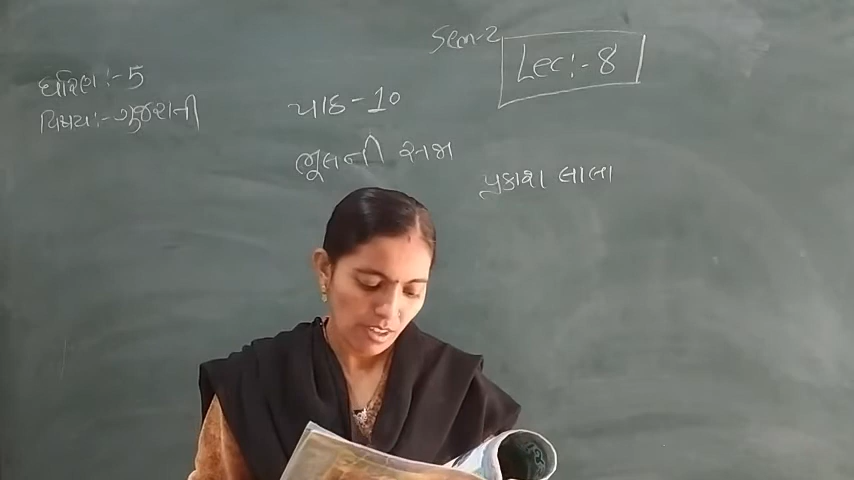 Sem-2
Lec:- 8
ધોરણ:- 5
વિષય:- ગુજરાતી
પાઠ-10
ભૂલની સજા
પ્રકાશ લાલા